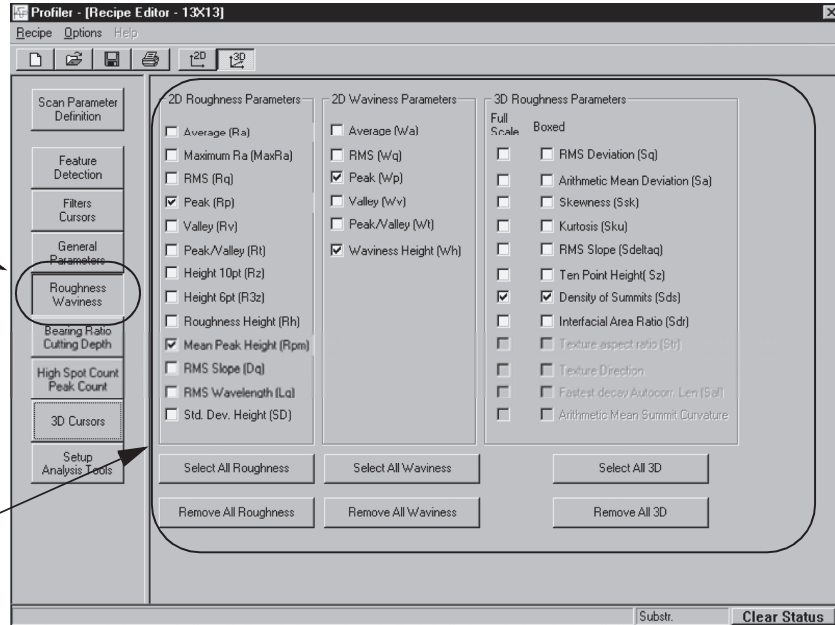 Profiler - [Recipe Editor - 13X13]
Recipe Options Help
2D 3D
Scan Parameter
Definition
Feature
Detection
Filters
Cursors
General
Parameters
Roughness
Waviness
Bearing Ratio
Cutting Depth
High Spot Count
Peak Count
3D Cursors
Setup
Analysis Tools
2D Roughness Parameters
Average (Ra)
Maximum Ra (MaxRa)
RMS (Rq)
Peak (Rp)
Valley (Rv)
Peak/Valley (Rt)
Height 10pt (Rz)
Height 6pt (R3z)
Roughness Height (Rh)
Mean Peak Height (Rpm)
RMS Slope (Dq)
RMS Wavelength (Lq)
Std. Dev. Height (SD)
Select All Roughness
Remove All Roughness
2D Waviness Parameters
Average (Wa)
RMS (Wq)
Peak (Wp)
Valley (Wv)
Peak/Valley (Wt)
Waviness Height (Wh)
Select All Waviness
Remove All Waviness
3D Roughness Parameters
Full
Scale
Boxed
RMS Deviation (Sq)
Arithmetic Mean Deviation (Sa)
Skewness (Ssk)
Kurtosis (Sku)
RMS Slope (Sdeltaq)
Ten Point Height( Sz)
Density of Summits (Sds)
Interfacial Area Ratio (Sdr)
Texture aspect ratio (Str)
Texture Direction
Fastest decay Autocorr. Len (Sal)
Arithmetic Mean Summit Curvature
Select All 3D
Remove All 3D
Substr.
Clear Status